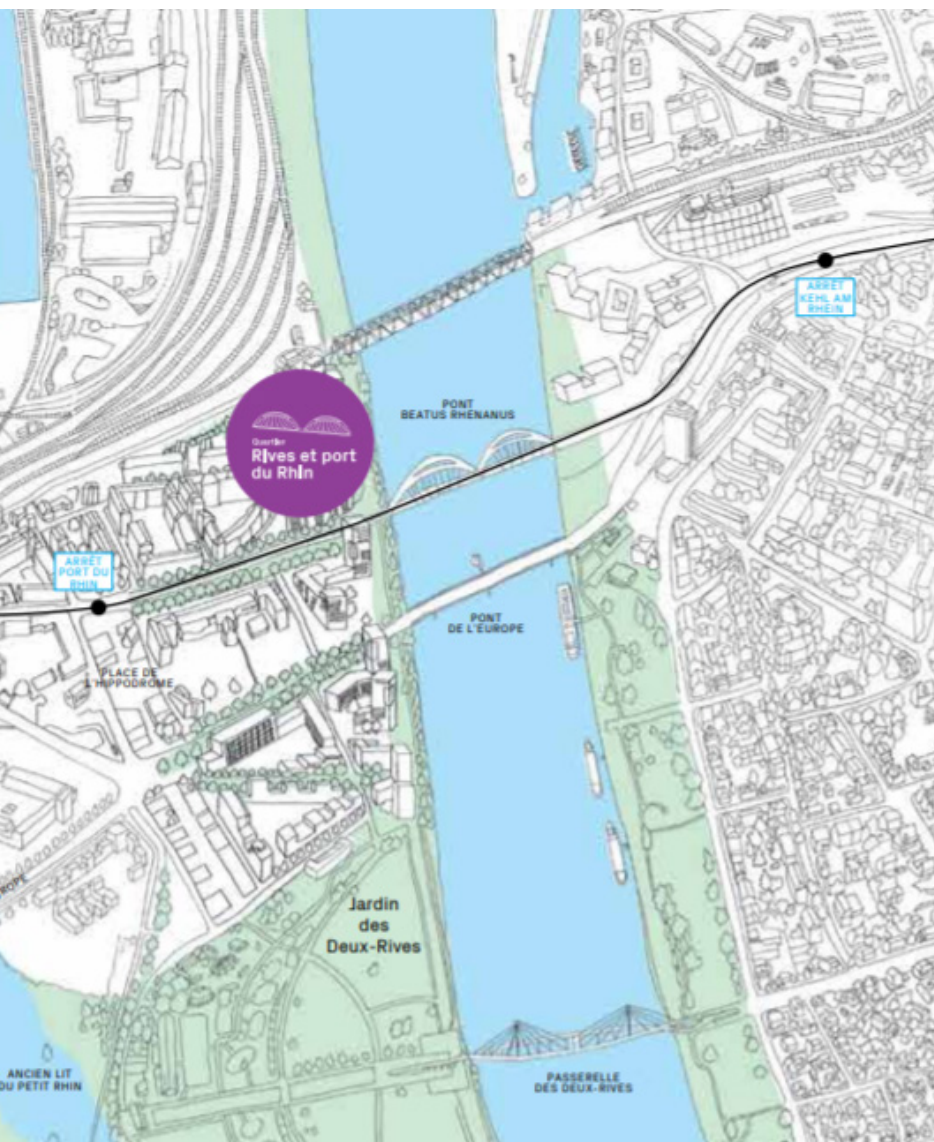 ARRÊT
KEHL AM
RHEIN
PONT
BEATUS RHENANUS
Quartier
Rives et port
du Rhin
ARRÊT
PORT DU
RHIN
PONT
DE L'EUROPE
PLACE DE
L'HIPPODROME
Jardin
des
Deux-Rives
ANCIEN LIT
DU PETIT RHIN
PASSERELLE
DES DEUX-RIVES